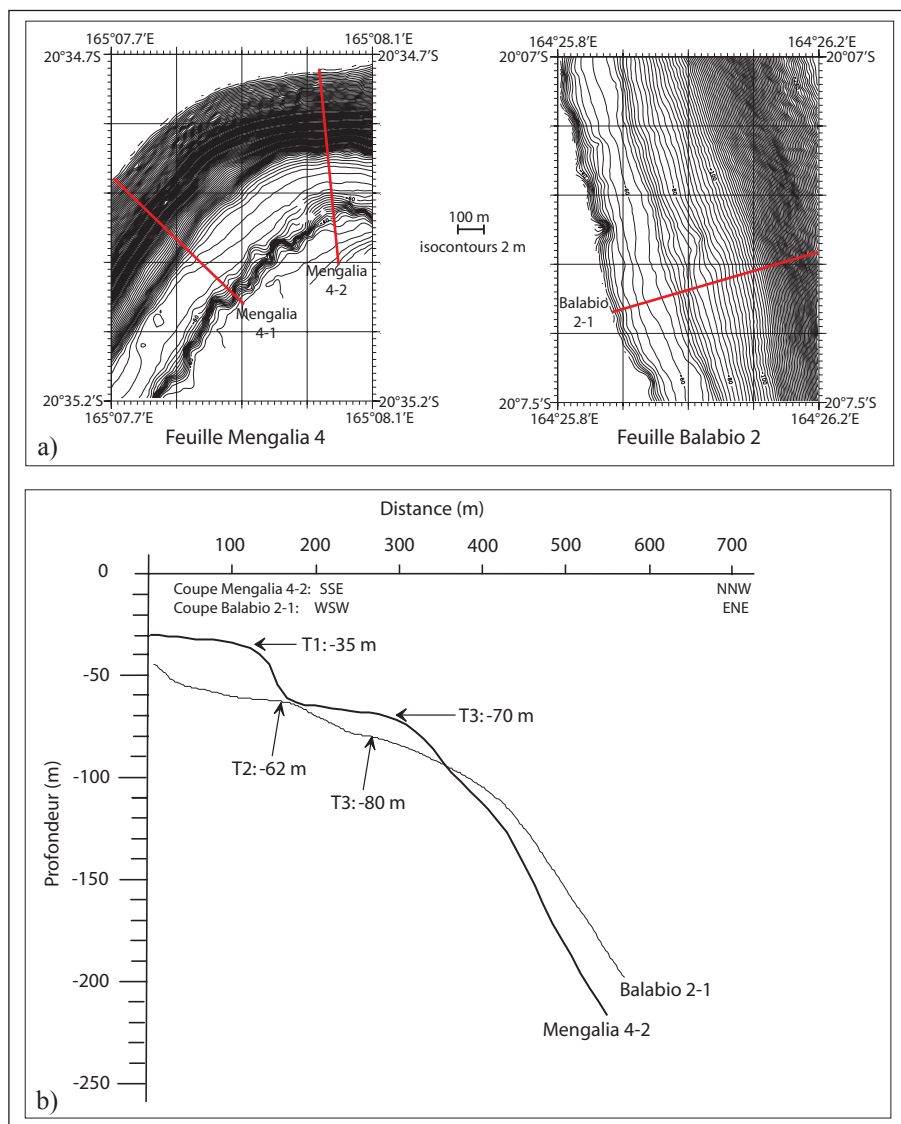 165°07.7’E 165°08.1’E
20°34.7’S 20°34.7’S
Mengalia
4-2
Mengalia
4-1
20°35.2’S 20°35.2’S
165°07.7’E 165°08.1’E
Feuille Mengalia 4
100 m
isocontours 2 m
164°25.8’E 164°26.2’E
20°07’S 20°07’S
Balabio
2-1
20°7.5’S 20°7.5’S
164°25.8’E 164°26.2’E
Feuille Balabio 2
a)
Distance (m)
100 200 300 400 500 600 700
0
Coupe Mengalia 4-2: SSE NNW
Coupe Balabio 2-1: WSW ENE
T1: -35 m
-50
T3: -70 m
T2: -62 m
T3: -80 m
-100
Profondeur (m)
-150
-200
Balabio 2-1
Mengalia 4-2
-250
b)